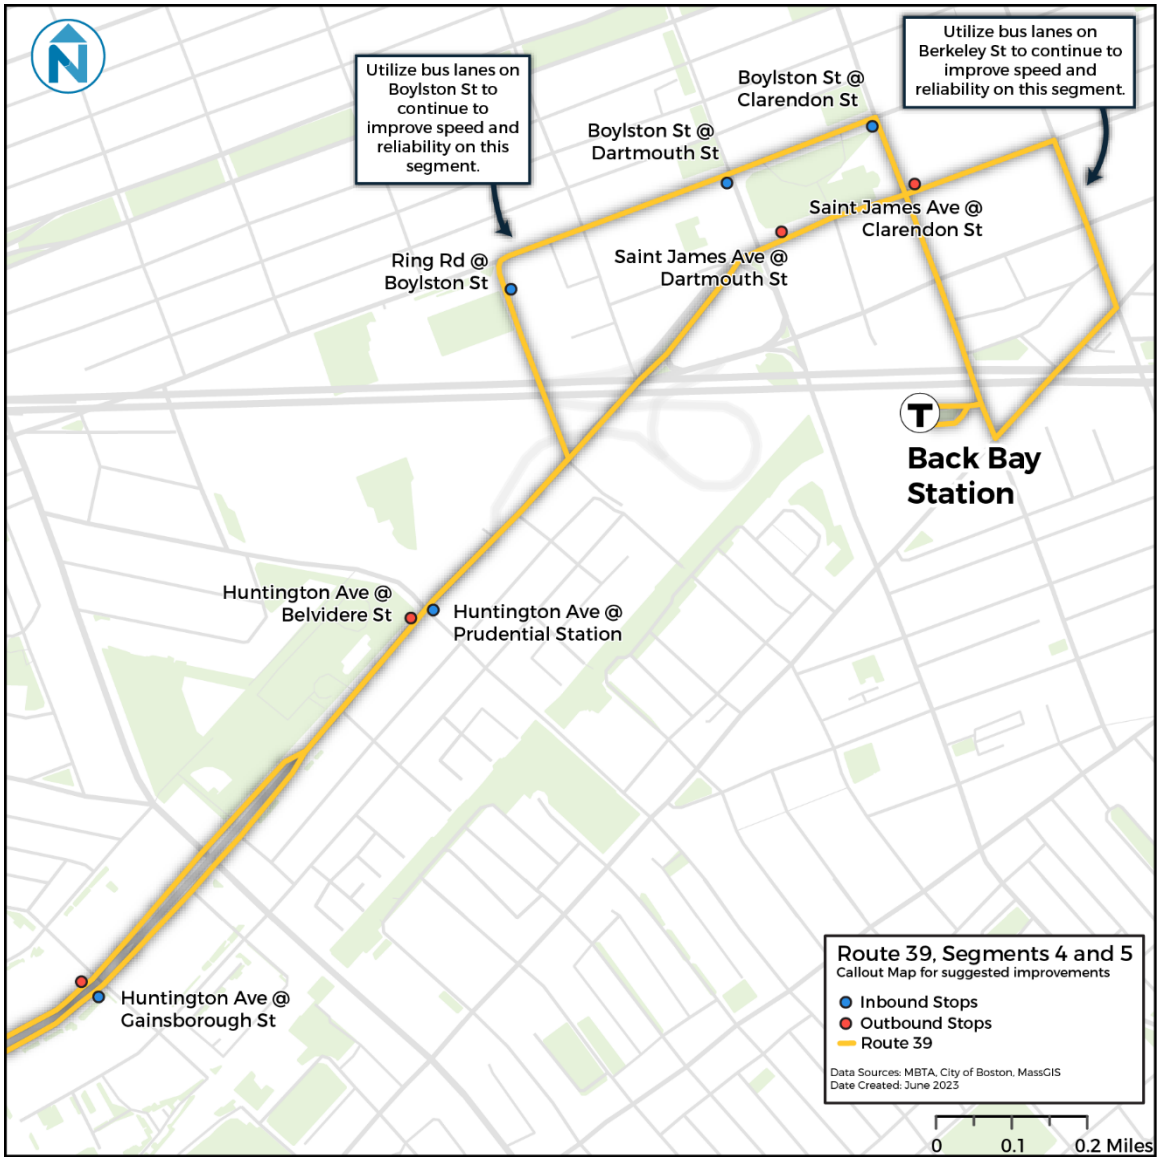 N
Utilize bus lanes on
Boylston St to
continue to
improve speed and
reliability on this
segment.
Utilize bus lanes on
Berkeley St to continue to
improve speed and
reliability on this segment.
Boylston St @
Clarendon St
Boylston St @
Dartmouth St
Saint James Ave @
Clarendon St
Saint James Ave @
Dartmouth St
Ring Rd @
Boylston St
T
Back Bay
Station
Huntington Ave @
Belvidere St
Huntington Ave @
Prudential Station
Huntington Ave @
Gainsborough St
Route 39, Segments 4 and 5
Callout Map for suggested improvements
Inbound Stops
Outbound Stops
Route 39
Data Sources: MBTA, City of Boston, MassGIS
Date Created: June 2023
0 0.1 0.2 Miles